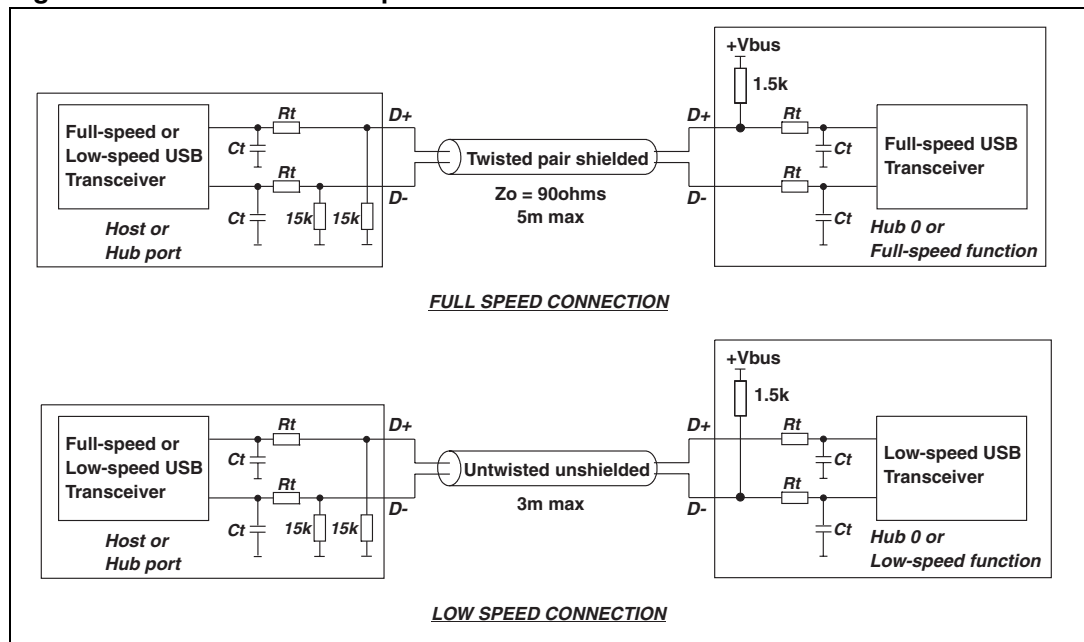 +Vbus
1.5k
D+
Rt
D+
Rt
Full-speed or
Low-speed USB
Transceiver
Ct
Twisted pair shielded
Ct
Full-speed USB
Transceiver
Rt
D-
Zo = 90ohms
5m max
D-
Rt
Ct
15k
15k
Ct
Host or
Hub port
Hub 0 or
Full-speed function
FULL SPEED CONNECTION
+Vbus
1.5k
D+
Rt
D+
Rt
Full-speed or
Low-speed USB
Transceiver
Ct
Untwisted unshielded
Ct
Low-speed USB
Transceiver
Rt
D-
3m max
D-
Rt
Ct
15k
15k
Ct
Host or
Hub port
Hub 0 or
Low-speed function
LOW SPEED CONNECTION